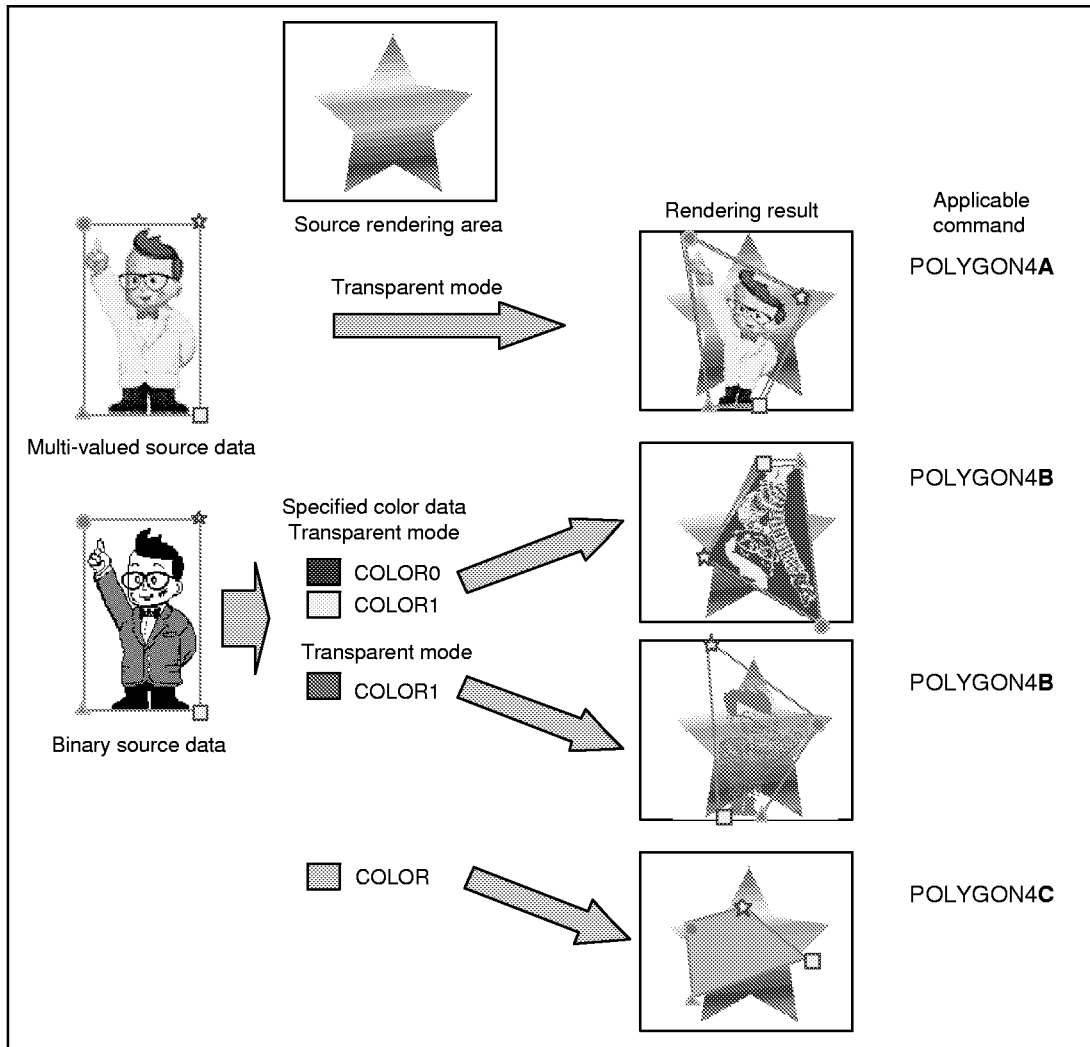 Source rendering area
Rendering result
Applicable
command
POLYGON4A
Transparent mode
Multi-valued source data
POLYGON4B
Specified color data
Transparent mode
COLOR0
COLOR1
Transparent mode
COLOR1
POLYGON4B
Binary source data
COLOR
POLYGON4C